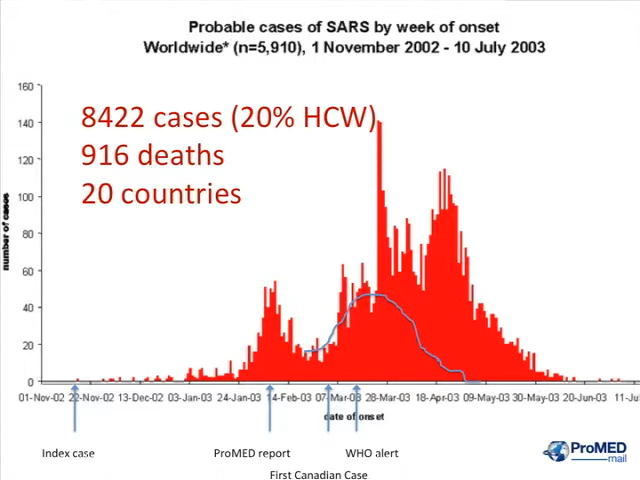 Probable cases of SARS by week of onset
Worldwide* (n=5,910), 1 November 2002 - 10 July 2003
8422 cases (20% HCW)
916 deaths
20 countries
number of cases
160
140
120
100
80
60
40
20
0
01-Nov-02 22-Nov-02 13-Dec-02 03-Jan-03 24-Jan-03 14-Feb-03 07-Mar-03 28-Mar-03 18-Apr-03 09-May-03 30-May-03 20-Jun-03 11-Jul
date of onset
Index case ProMED report WHO alert
First Canadian Case
ProMED
mail